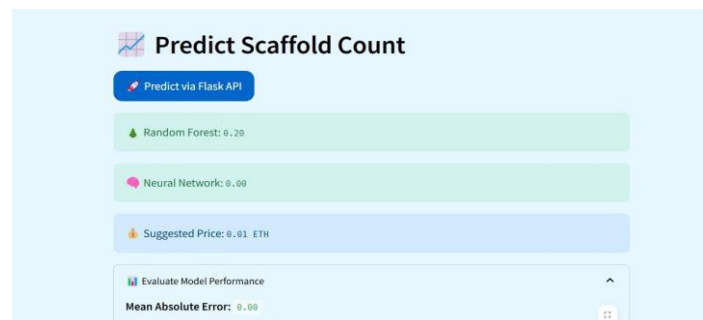 Predict Scaffold Count
Predict via Flask API
Random Forest: 0.20
Neural Network: 0.00
Suggested Price: 0.01 ETH
Evaluate Model Performance
Mean Absolute Error: 0.00